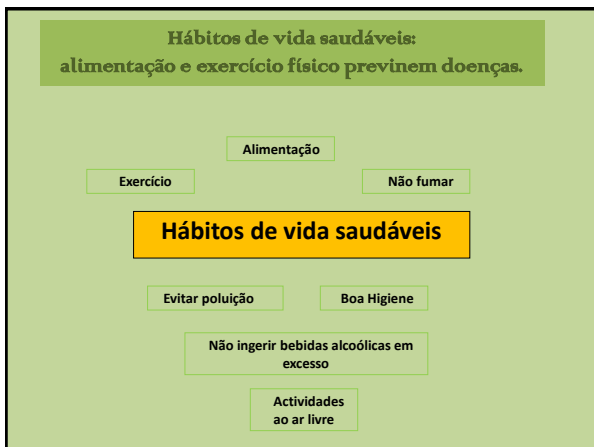 Hábitos de vida saudáveis:
alimentação e exercício físico previnem doenças.
Alimentação
Exercício
Não fumar
Hábitos de vida saudáveis
Evitar poluição
Boa Higiene
Não ingerir bebidas alcoólicas em
excesso
Actividades
ao ar livre